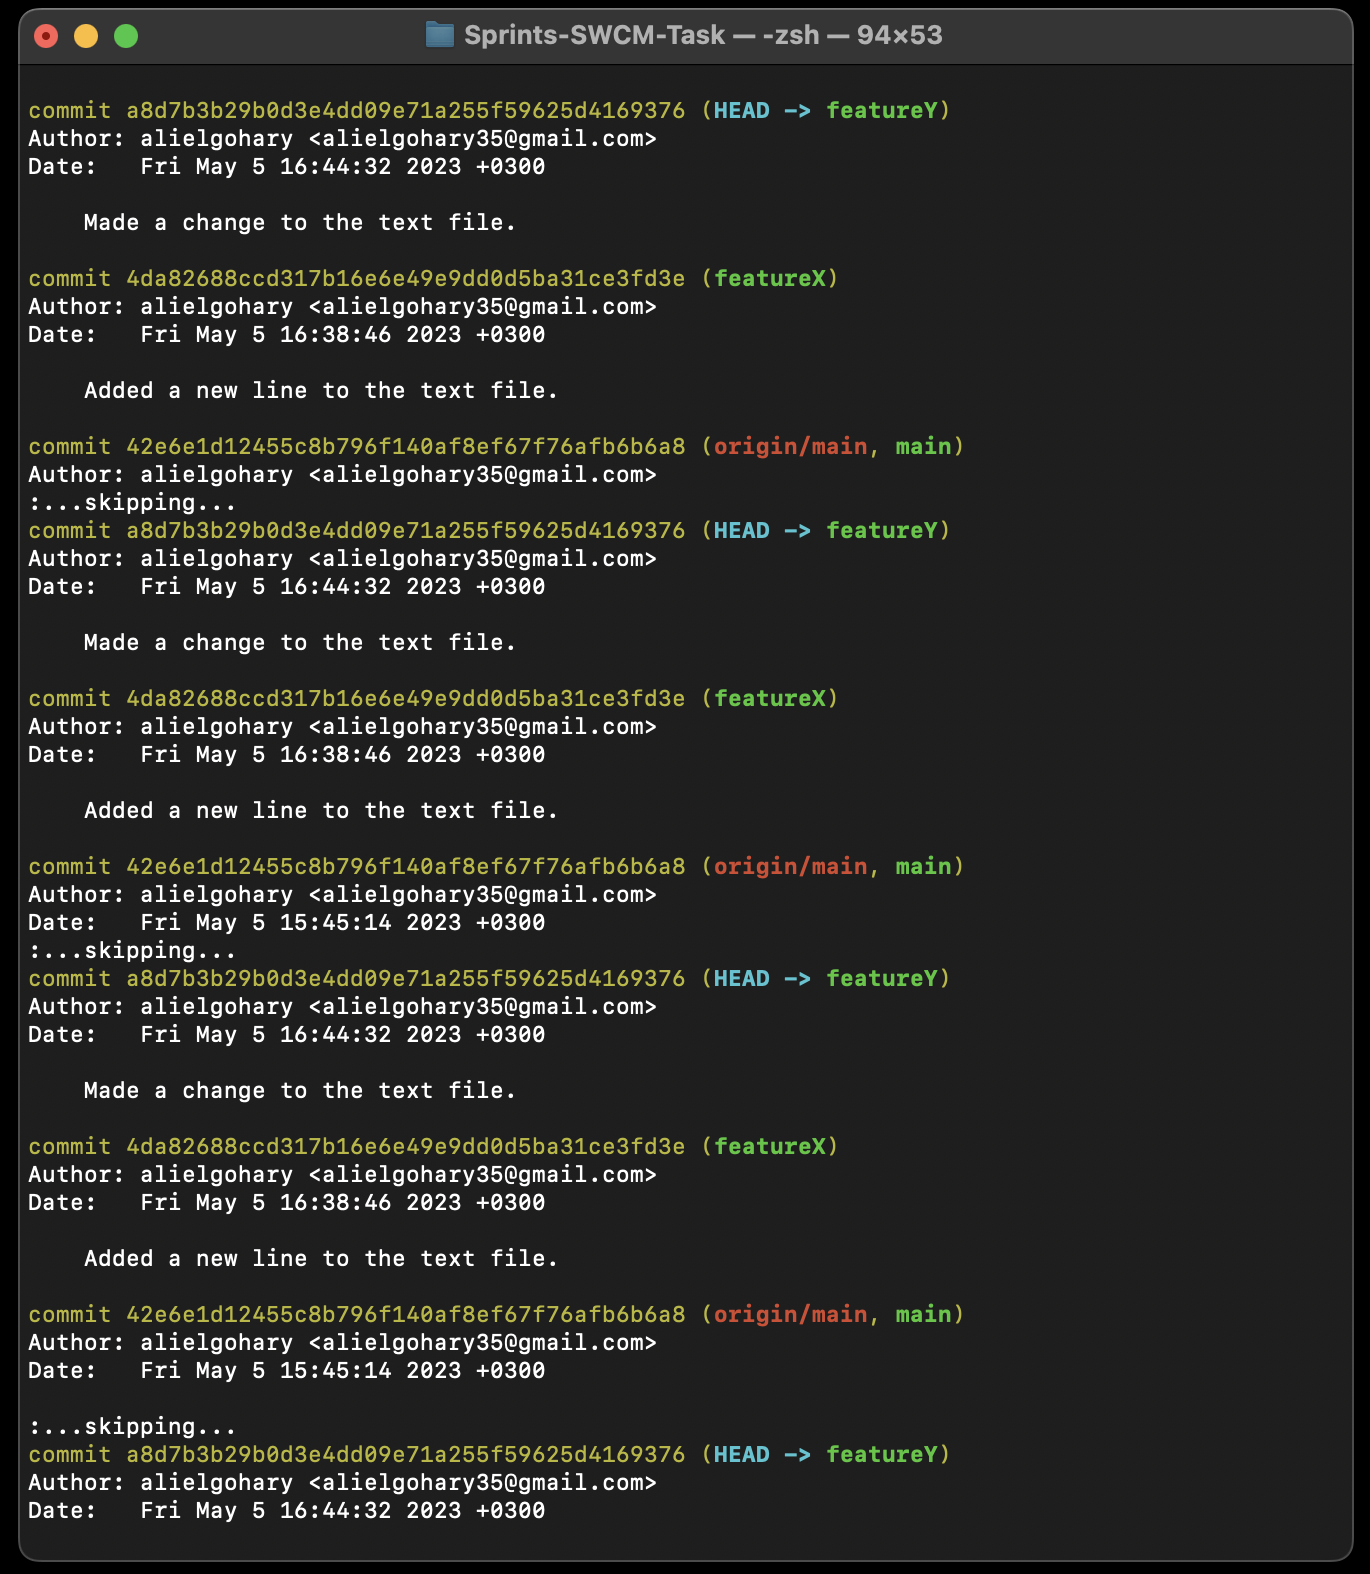 Sprints-SWCM-Task — -zsh — 94×53
commit a8d7b3b29b0d3e4dd09e71a255f59625d4169376 (HEAD -> featureY)
Author: alielgohary <alielgohary35@gmail.com>
Date:   Fri May 5 16:44:32 2023 +0300
    Made a change to the text file.
commit 4da82688ccd317b16e6e49e9dd0d5ba31ce3fd3e (featureX)
Author: alielgohary <alielgohary35@gmail.com>
Date:   Fri May 5 16:38:46 2023 +0300
    Added a new line to the text file.
commit 42e6e1d12455c8b796f140af8ef67f76afb6b6a8 (origin/main, main)
Author: alielgohary <alielgohary35@gmail.com>
:...skipping...
commit a8d7b3b29b0d3e4dd09e71a255f59625d4169376 (HEAD -> featureY)
Author: alielgohary <alielgohary35@gmail.com>
Date:   Fri May 5 16:44:32 2023 +0300
    Made a change to the text file.
commit 4da82688ccd317b16e6e49e9dd0d5ba31ce3fd3e (featureX)
Author: alielgohary <alielgohary35@gmail.com>
Date:   Fri May 5 16:38:46 2023 +0300
    Added a new line to the text file.
commit 42e6e1d12455c8b796f140af8ef67f76afb6b6a8 (origin/main, main)
Author: alielgohary <alielgohary35@gmail.com>
Date:   Fri May 5 15:45:14 2023 +0300
:...skipping...
commit a8d7b3b29b0d3e4dd09e71a255f59625d4169376 (HEAD -> featureY)
Author: alielgohary <alielgohary35@gmail.com>
Date:   Fri May 5 16:44:32 2023 +0300
    Made a change to the text file.
commit 4da82688ccd317b16e6e49e9dd0d5ba31ce3fd3e (featureX)
Author: alielgohary <alielgohary35@gmail.com>
Date:   Fri May 5 16:38:46 2023 +0300
    Added a new line to the text file.
commit 42e6e1d12455c8b796f140af8ef67f76afb6b6a8 (origin/main, main)
Author: alielgohary <alielgohary35@gmail.com>
Date:   Fri May 5 15:45:14 2023 +0300
:...skipping...
commit a8d7b3b29b0d3e4dd09e71a255f59625d4169376 (HEAD -> featureY)
Author: alielgohary <alielgohary35@gmail.com>
Date:   Fri May 5 16:44:32 2023 +0300